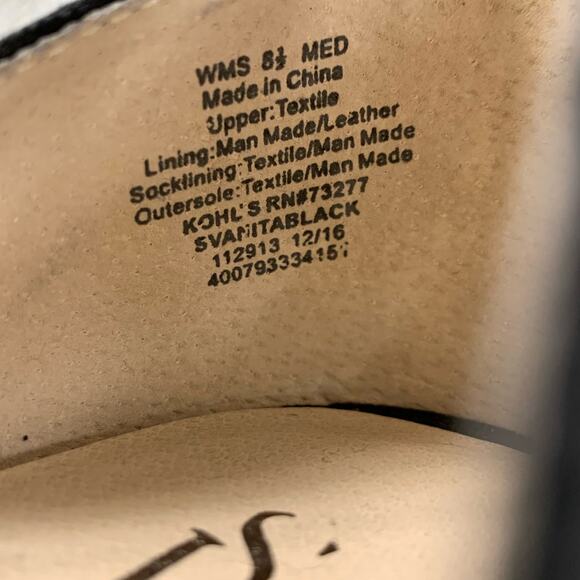 WMS 8½ MED
Made in China
Upper:Textile
Lining:Man Made/Leather
Socklining:Textile/Man Made
Outersole:Textile/Man Made
KOHL'S RN#73277
SVANITABLACK
112913 12/16
400793334151
S.